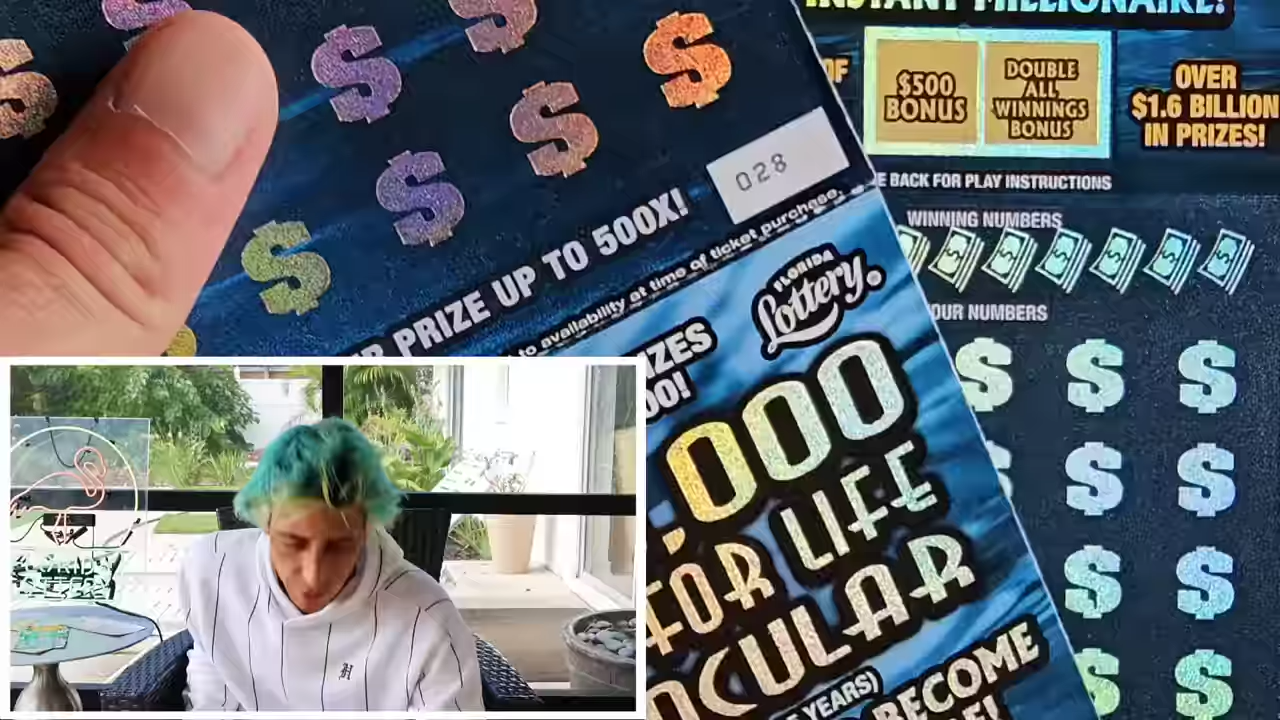 INSTANT MILLIONAIRE!
OF
$500
BONUS
DOUBLE
ALL
WINNINGS
BONUS
OVER
$1.6 BILLION
IN PRIZES!
BACK FOR PLAY INSTRUCTIONS
WINNING NUMBERS
OUR NUMBERS
028
PRIZE UP TO 500X!
to availability at time of ticket purchase.
FLORIDA
Lottery
ZES
00!
,000
FOR LIFE
CULAR
YEARS)
BECOME
H